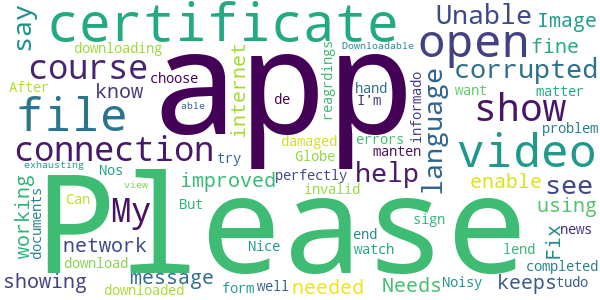 say
certificate
Unable
Image
downloading
Downloadable
open
fine
After
course
know
choose
app
internet
reagrdings
hand
I'm
language
informado
corrupted
want
matter
able
de
file
show
problem
connection
try
damaged
errors
Globe
manten
video
exhausting
Nos
perfectly
help
working
documents
Please
improved
invalid
enable
see
Can
view
My
But
sign
using
news
network
Nice
end
watch
lend
Fix
completed
download
showing
message
downloaded
form
well
needed
Needs
Noisy
keeps
tudo